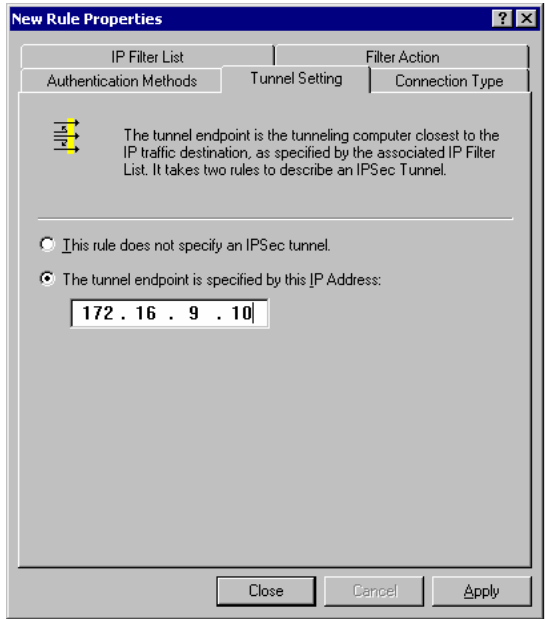 New Rule Properties
IP Filter List
Filter Action
Authentication Methods
Tunnel Setting
Connection Type
The tunnel endpoint is the tunneling computer closest to the
IP traffic destination, as specified by the associated IP Filter
List. It takes two rules to describe an IPSec Tunnel.
This rule does not specify an IPSec tunnel.
The tunnel endpoint is specified by this IP Address:
172 . 16 . 9 . 10
Close
Cancel
Apply